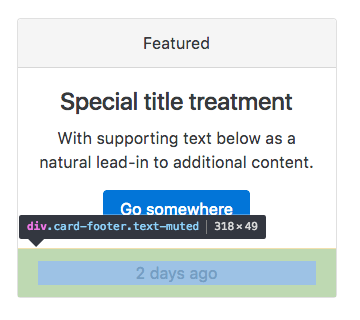 Featured
Special title treatment
With supporting text below as a
natural lead-in to additional content.
Go somewhere
div.card-footer.text-muted | 318×49
2 days ago